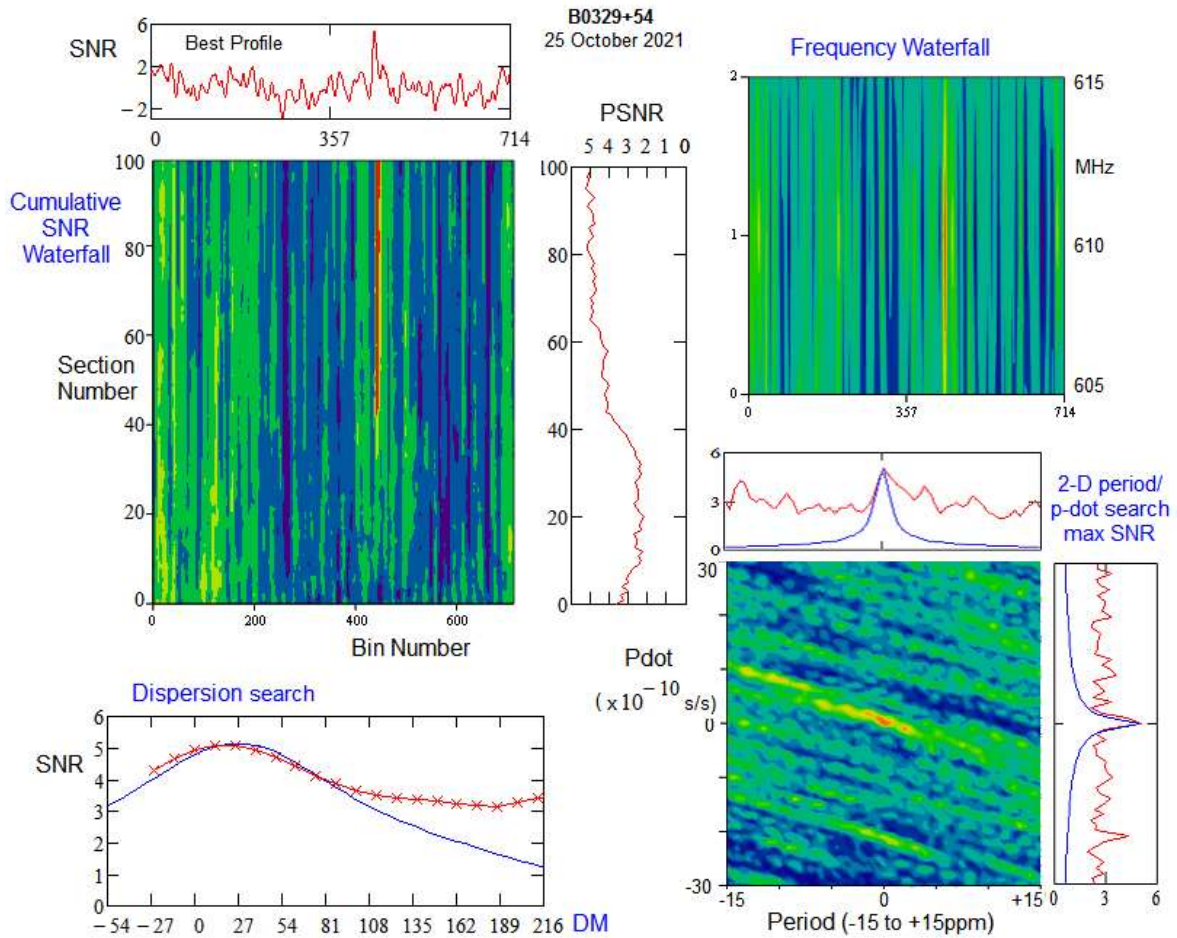 B0329+54
25 October 2021
SNR
Best Profile
6
2
−2
0
357
714
Cumulative
SNR
Waterfall
Section
Number
100
80
60
40
20
0
0
200
400
600
Bin Number
PSNR
5 4 3 2 1 0
100
80
60
40
20
0
Frequency Waterfall
2
1
0
615
MHz
610
605
0
357
714
6
3
0
2-D period/
p-dot search
max SNR
Pdot
(x10⁻¹⁰ s/s)
30
0
-30
-15
0
+15
Period (-15 to +15ppm)
0 3 6
Dispersion search
SNR
6
5
4
3
2
1
0
−54 −27 0 27 54 81 108 135 162 189 216 DM